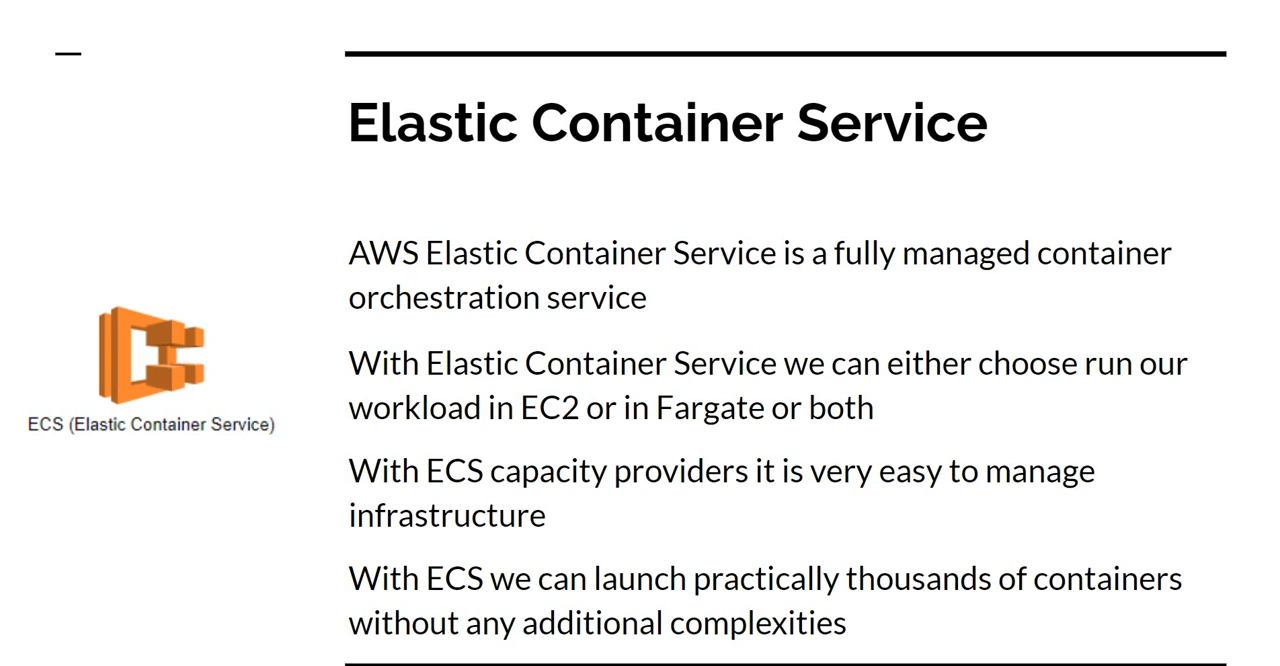 Elastic Container Service
AWS Elastic Container Service is a fully managed container
orchestration service
With Elastic Container Service we can either choose run our
workload in EC2 or in Fargate or both
With ECS capacity providers it is very easy to manage
infrastructure
With ECS we can launch practically thousands of containers
without any additional complexities
ECS (Elastic Container Service)